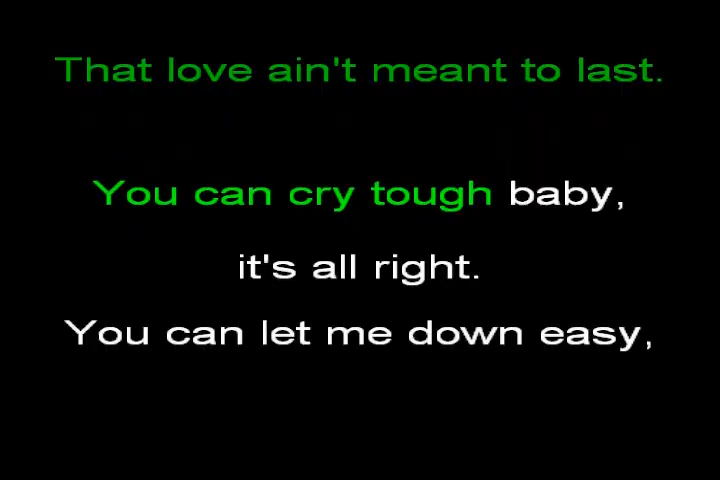 That love ain't meant to last.
You can cry tough baby,
it's all right.
You can let me down easy,